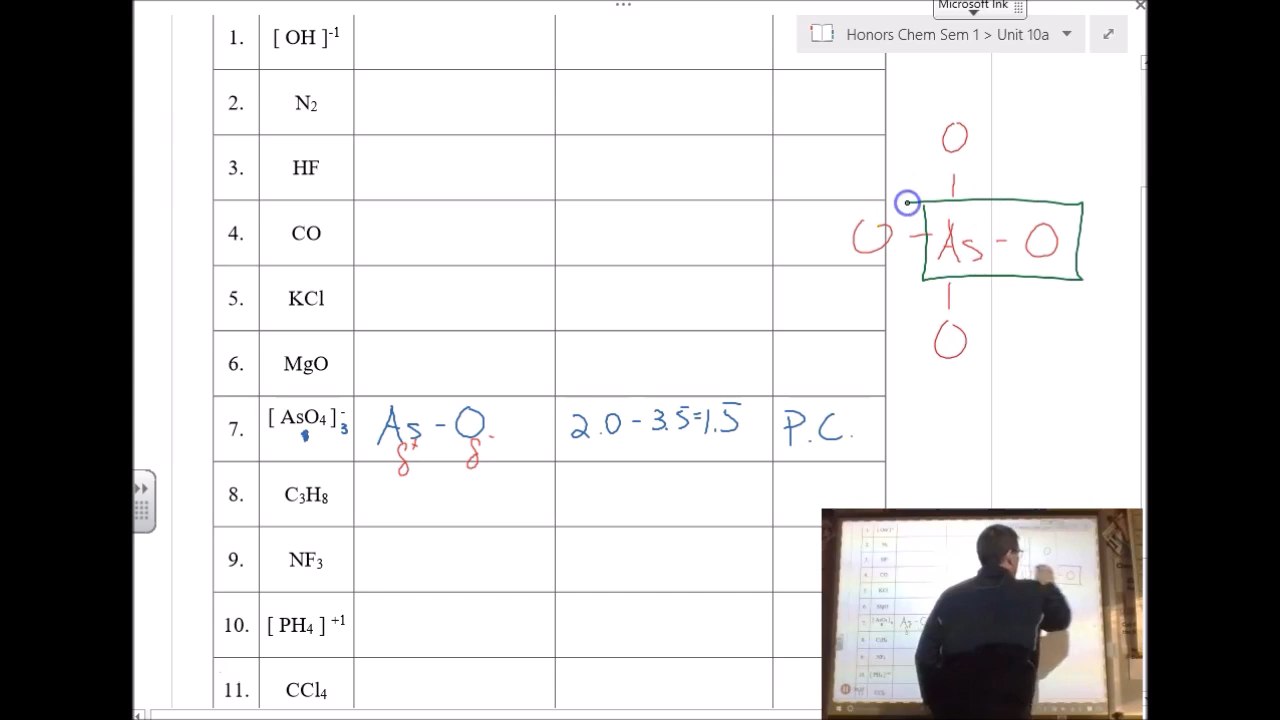 Microsoft Ink
Honors Chem Sem 1 > Unit 10a
1. [ OH ]-1
2. N2
3. HF
4. CO
5. KCl
6. MgO
7. [ AsO4 ]-3 As - O 2.0 - 3.5 = 1.5 P.C.
δ+ δ-
8. C3H8
9. NF3
10. [ PH4 ] +1
11. CCl4
O
O - As - O
O